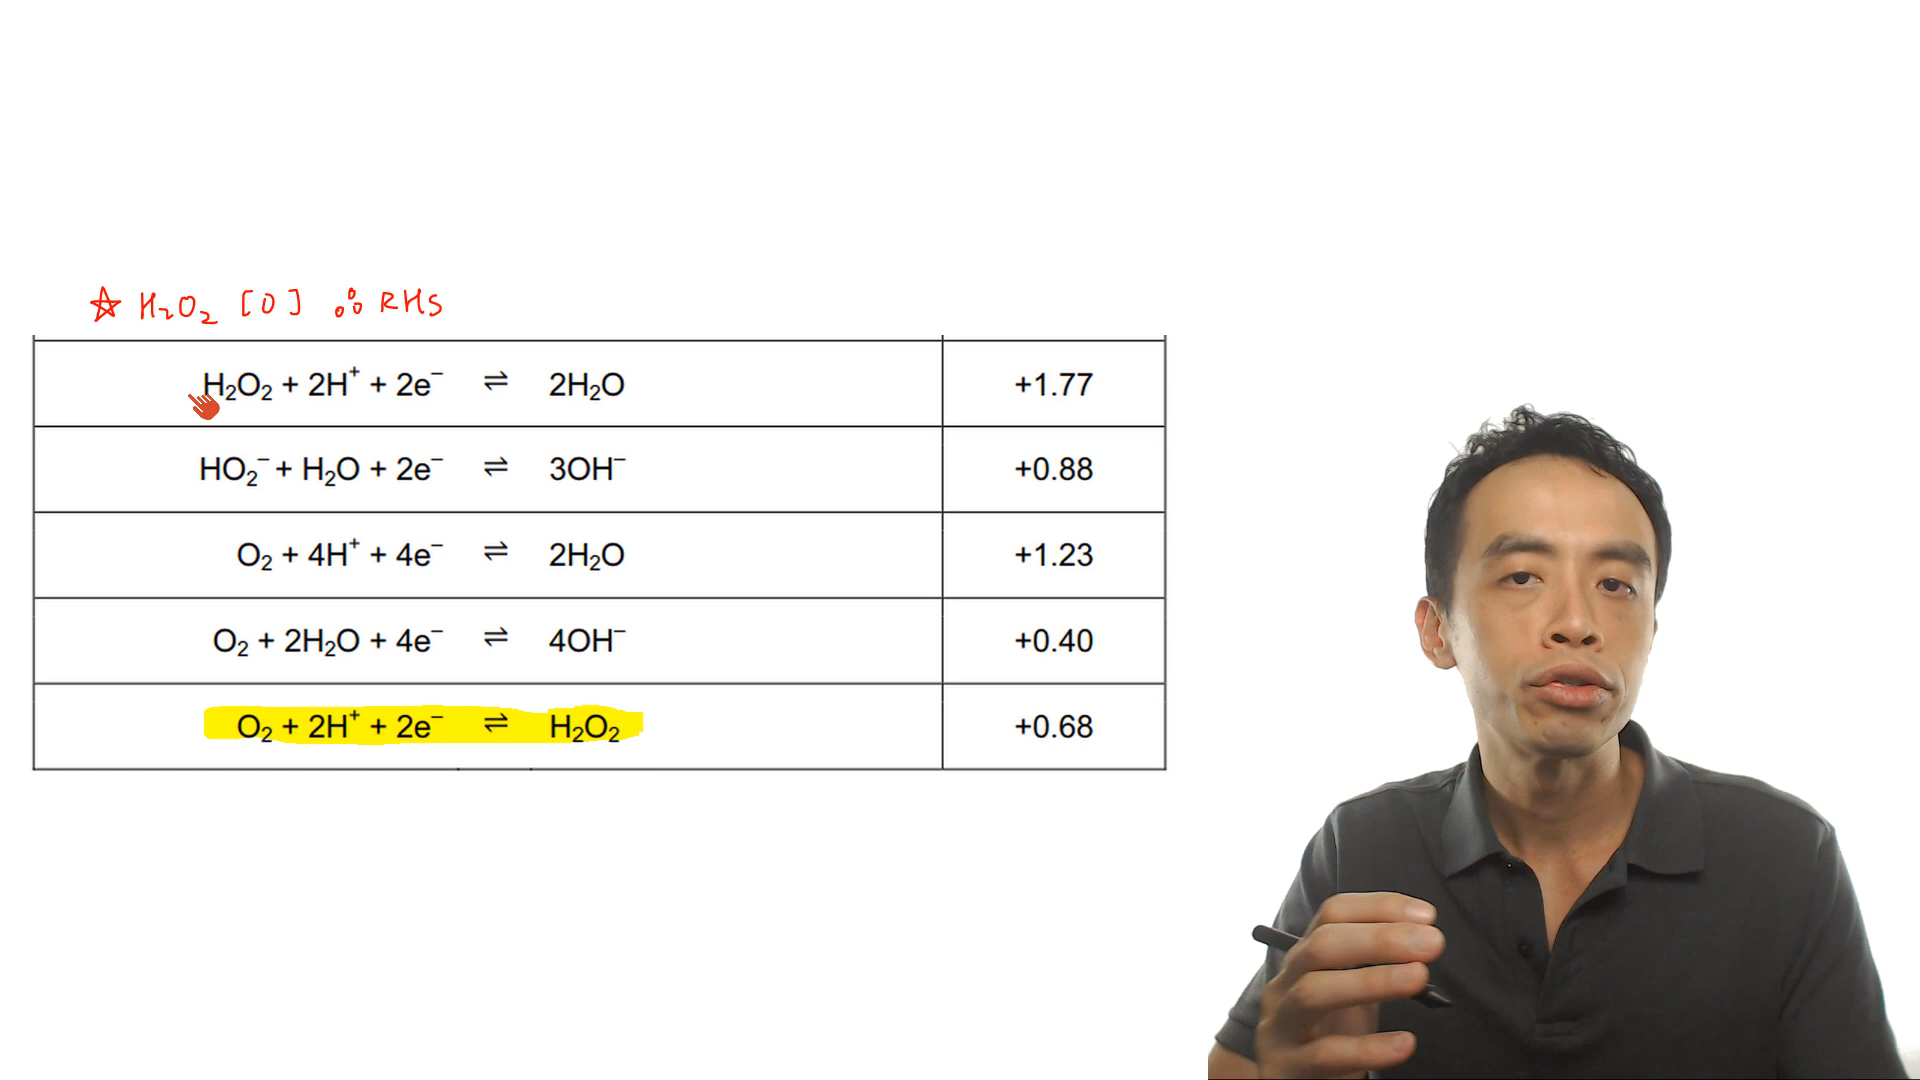 ☆ H₂O₂ [O] ∴ RHS
H₂O₂ + 2H⁺ + 2e⁻ ⇌ 2H₂O +1.77
HO₂⁻ + H₂O + 2e⁻ ⇌ 3OH⁻ +0.88
O₂ + 4H⁺ + 4e⁻ ⇌ 2H₂O +1.23
O₂ + 2H₂O + 4e⁻ ⇌ 4OH⁻ +0.40
O₂ + 2H⁺ + 2e⁻ ⇌ H₂O₂ +0.68